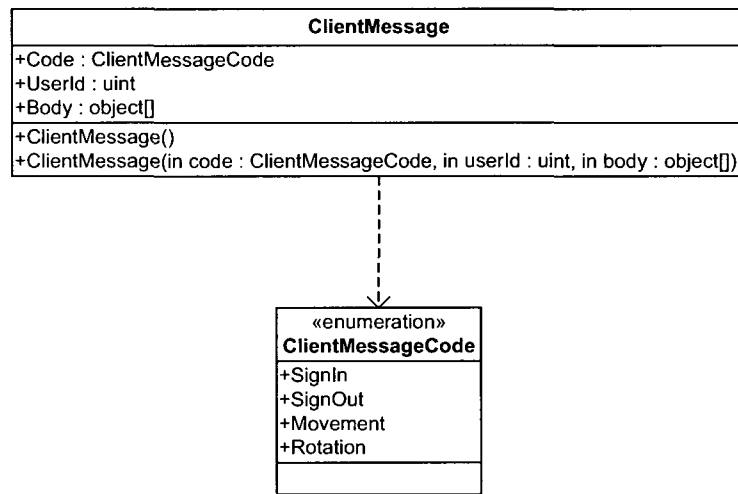 ClientMessage
+Code : ClientMessageCode
+UserId : uint
+Body : object[]
+ClientMessage()
+ClientMessage(in code : ClientMessageCode, in userId : uint, in body : object[])
«enumeration»
ClientMessageCode
+SignIn
+SignOut
+Movement
+Rotation